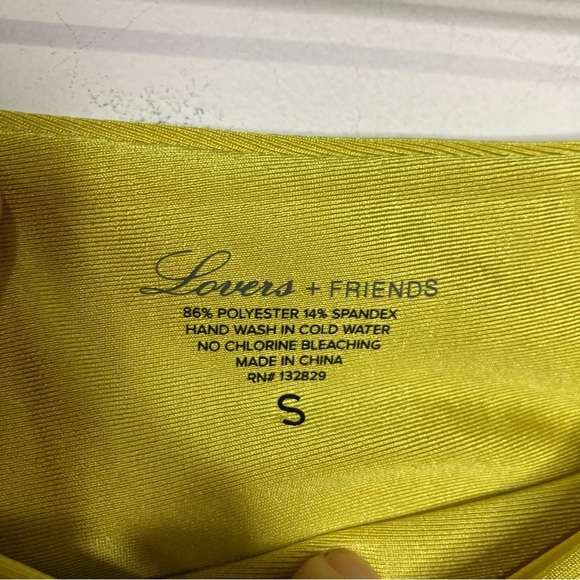 Lovers + FRIENDS
86% POLYESTER 14% SPANDEX
HAND WASH IN COLD WATER
NO CHLORINE BLEACHING
MADE IN CHINA
RN# 132829
S